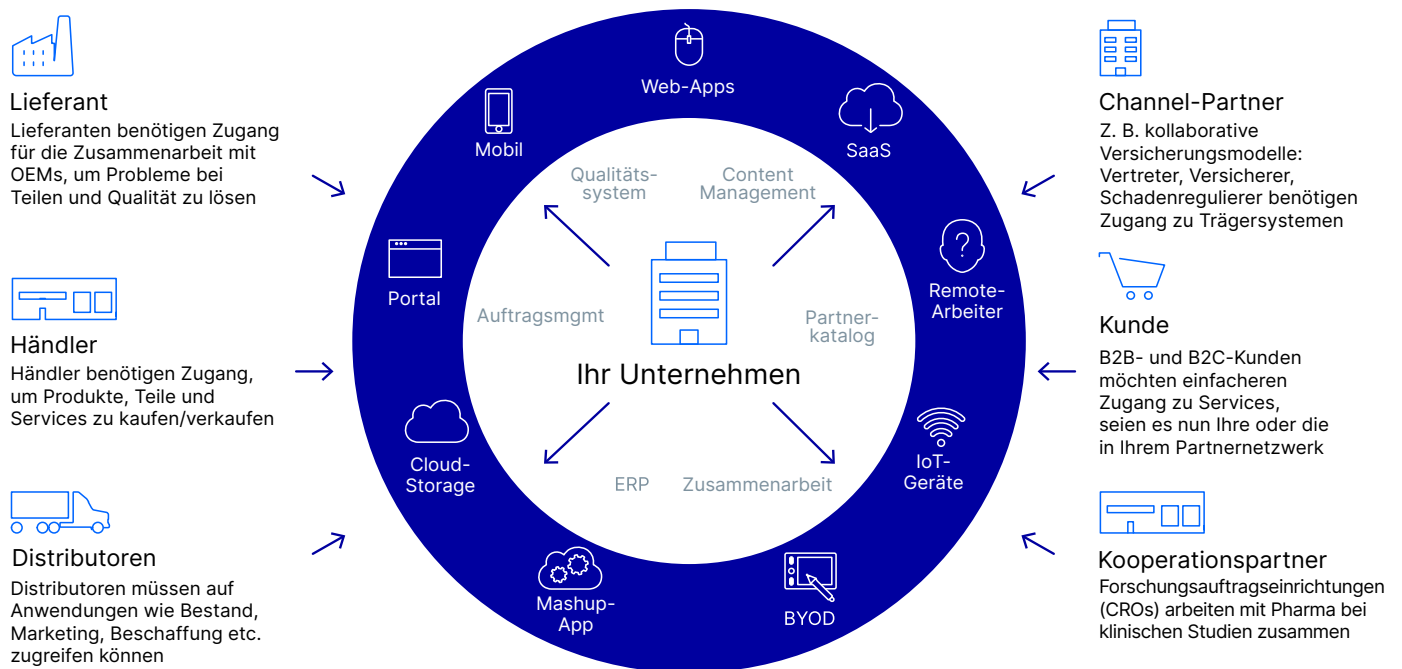 Lieferant
Lieferanten benötigen Zugang
für die Zusammenarbeit mit
OEMs, um Probleme bei
Teilen und Qualität zu lösen
Händler
Händler benötigen Zugang,
um Produkte, Teile und
Services zu kaufen/verkaufen
Distributoren
Distributoren müssen auf
Anwendungen wie Bestand,
Marketing, Beschaffung etc.
zugreifen können
Web-Apps
Mobil
SaaS
Portal
Remote-
Arbeiter
Cloud-
Storage
IoT-
Geräte
Mashup-
App
BYOD
Qualitäts-
system
Content
Management
Auftragsmgmt
Partner-
katalog
Ihr Unternehmen
ERP
Zusammenarbeit
Channel-Partner
Z. B. kollaborative
Versicherungsmodelle:
Vertreter, Versicherer,
Schadenregulierer benötigen
Zugang zu Trägersystemen
Kunde
B2B- und B2C-Kunden
möchten einfacheren
Zugang zu Services,
seien es nun Ihre oder die
in Ihrem Partnernetzwerk
Kooperationspartner
Forschungsauftragseinrichtungen
(CROs) arbeiten mit Pharma bei
klinischen Studien zusammen